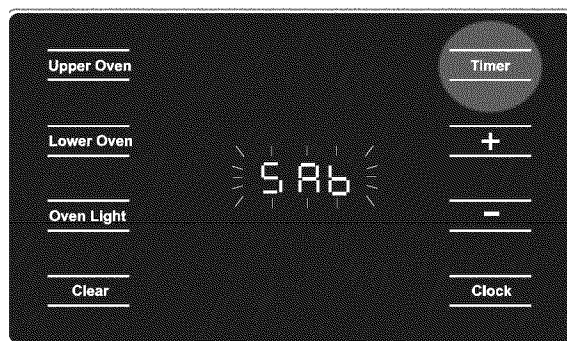 Upper Oven
Timer
Lower Oven
+
SAb
Oven Light
-
Clear
Clock